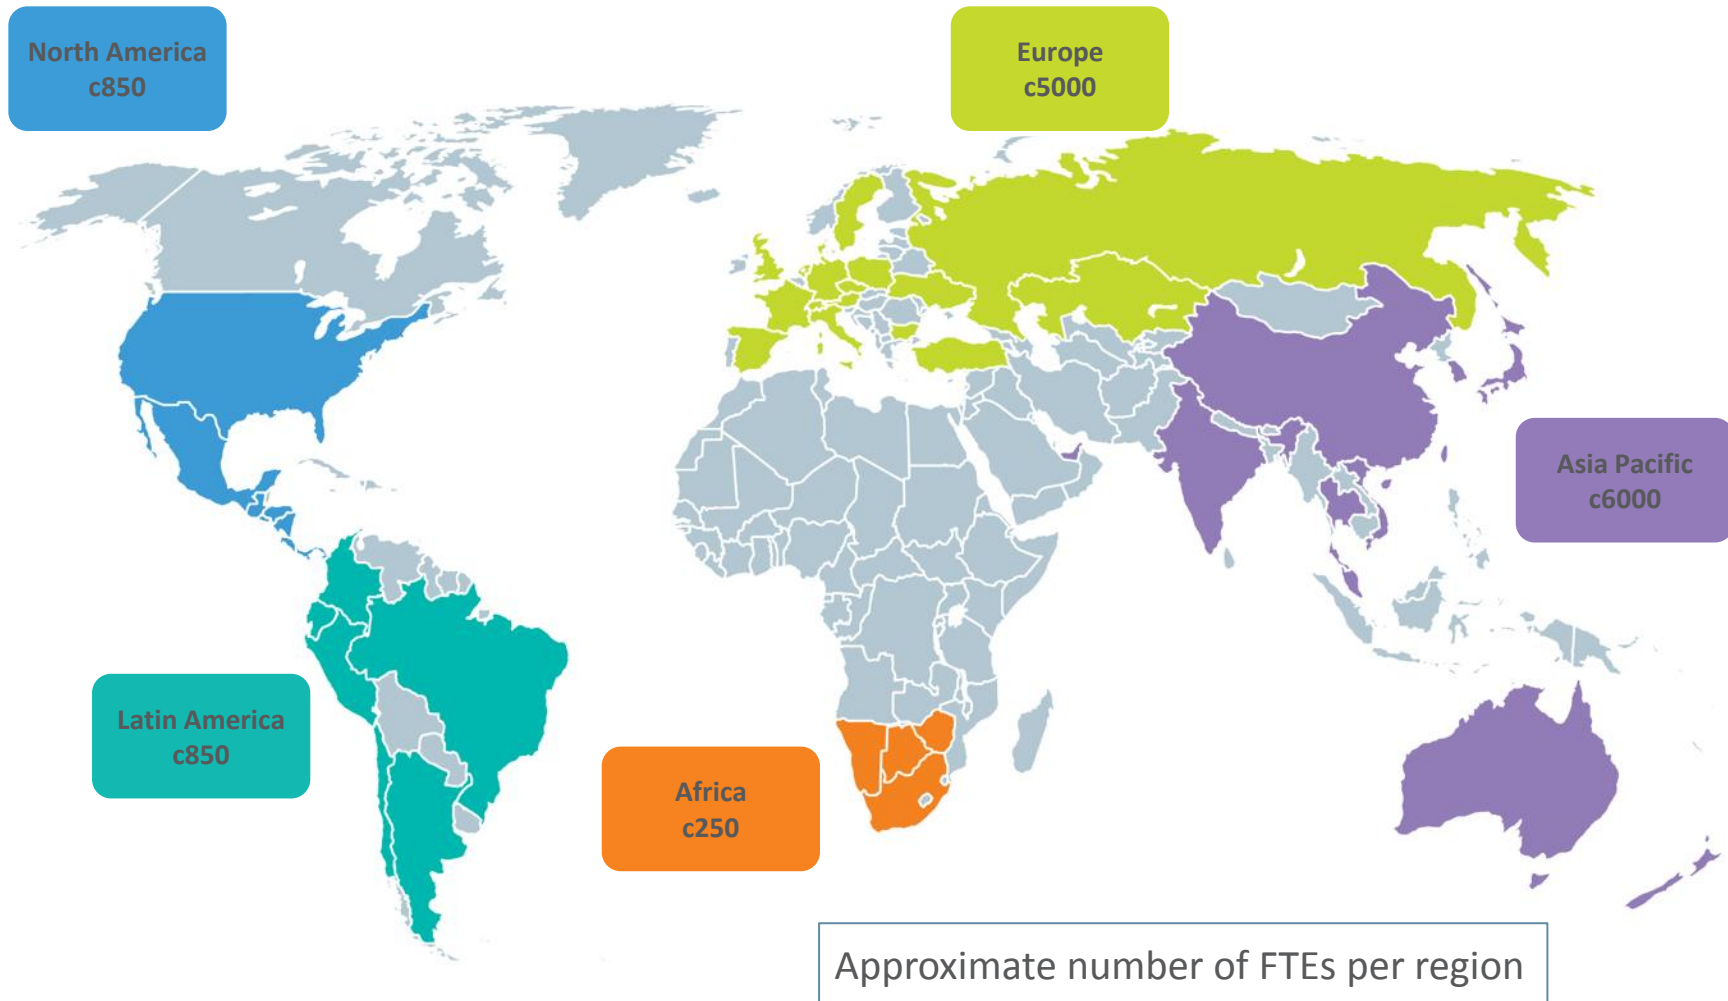 North America
c850
Europe
c5000
Asia Pacific
c6000
Latin America
c850
Africa
c250
Approximate number of FTEs per region